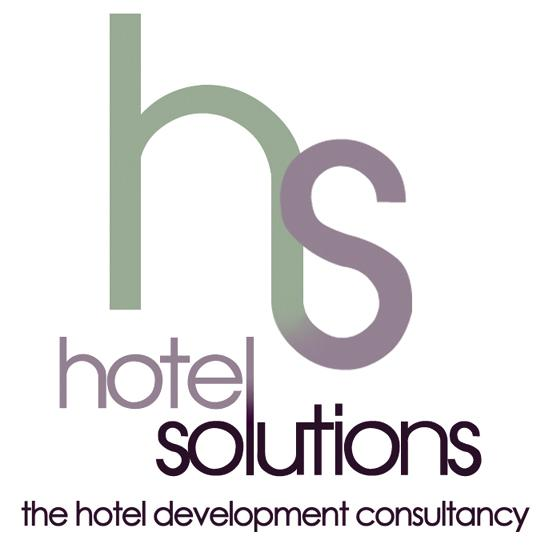 hs
hotel
solutions
the hotel development consultancy